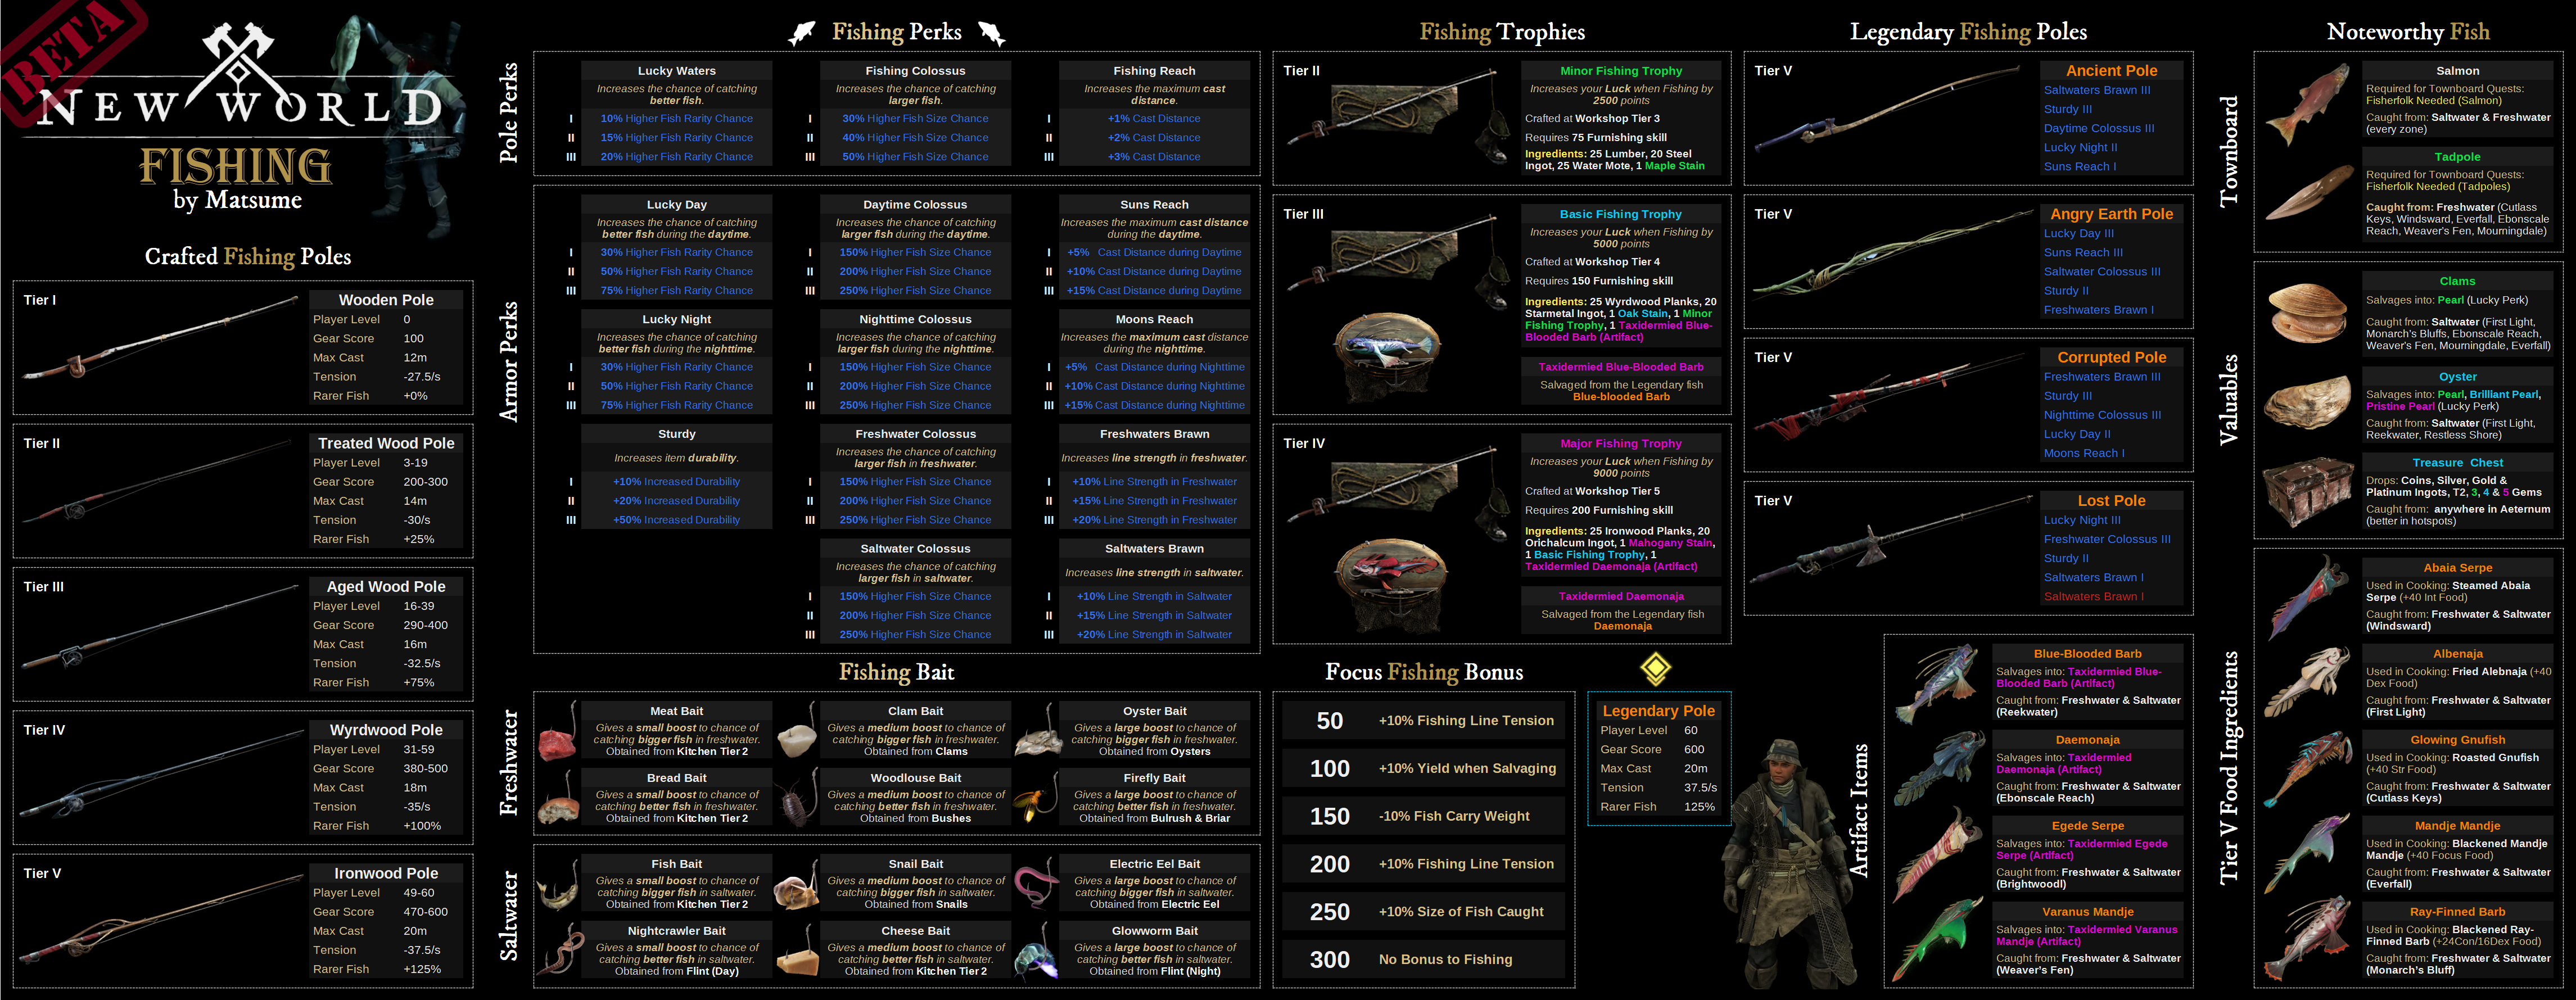 BETA
NEW WORLD
FISHING
by Matsume
Crafted Fishing Poles
Tier I
Wooden Pole
Player Level 0
Gear Score 100
Max Cast 12m
Tension -27.5/s
Rarer Fish +0%
Tier II
Treated Wood Pole
Player Level 3-19
Gear Score 200-300
Max Cast 14m
Tension -30/s
Rarer Fish +25%
Tier III
Aged Wood Pole
Player Level 16-39
Gear Score 290-400
Max Cast 16m
Tension -32.5/s
Rarer Fish +75%
Tier IV
Wyrdwood Pole
Player Level 31-59
Gear Score 380-500
Max Cast 18m
Tension -35/s
Rarer Fish +100%
Tier V
Ironwood Pole
Player Level 49-60
Gear Score 470-600
Max Cast 20m
Tension -37.5/s
Rarer Fish +125%
Fishing Perks
Pole Perks
Lucky Waters
Increases the chance of catching
better fish.
I 10% Higher Fish Rarity Chance
II 15% Higher Fish Rarity Chance
III 20% Higher Fish Rarity Chance
Fishing Colossus
Increases the chance of catching
larger fish.
I 30% Higher Fish Size Chance
II 40% Higher Fish Size Chance
III 50% Higher Fish Size Chance
Fishing Reach
Increases the maximum cast
distance.
I +1% Cast Distance
II +2% Cast Distance
III +3% Cast Distance
Armor Perks
Lucky Day
Increases the chance of catching
better fish during the daytime.
I 30% Higher Fish Rarity Chance
II 50% Higher Fish Rarity Chance
III 75% Higher Fish Rarity Chance
Daytime Colossus
Increases the chance of catching
larger fish during the daytime.
I 150% Higher Fish Size Chance
II 200% Higher Fish Size Chance
III 250% Higher Fish Size Chance
Suns Reach
Increases the maximum cast distance
during the daytime.
I +5% Cast Distance during Daytime
II +10% Cast Distance during Daytime
III +15% Cast Distance during Daytime
Lucky Night
Increases the chance of catching
better fish during the nighttime.
I 30% Higher Fish Rarity Chance
II 50% Higher Fish Rarity Chance
III 75% Higher Fish Rarity Chance
Nighttime Colossus
Increases the chance of catching
larger fish during the nighttime.
I 150% Higher Fish Size Chance
II 200% Higher Fish Size Chance
III 250% Higher Fish Size Chance
Moons Reach
Increases the maximum cast distance
during the nighttime.
I +5% Cast Distance during Nighttime
II +10% Cast Distance during Nighttime
III +15% Cast Distance during Nighttime
Sturdy
Increases item durability.
I +10% Increased Durability
II +20% Increased Durability
III +50% Increased Durability
Freshwater Colossus
Increases the chance of catching
larger fish in freshwater.
I 150% Higher Fish Size Chance
II 200% Higher Fish Size Chance
III 250% Higher Fish Size Chance
Freshwaters Brawn
Increases line strength in freshwater.
I +10% Line Strength in Freshwater
II +15% Line Strength in Freshwater
III +20% Line Strength in Freshwater
Saltwater Colossus
Increases the chance of catching
larger fish in saltwater.
I 150% Higher Fish Size Chance
II 200% Higher Fish Size Chance
III 250% Higher Fish Size Chance
Saltwaters Brawn
Increases line strength in saltwater.
I +10% Line Strength in Saltwater
II +15% Line Strength in Saltwater
III +20% Line Strength in Saltwater
Fishing Bait
Freshwater
Meat Bait
Gives a small boost to chance of
catching bigger fish in freshwater.
Obtained from Kitchen Tier 2
Clam Bait
Gives a medium boost to chance of
catching bigger fish in freshwater.
Obtained from Clams
Oyster Bait
Gives a large boost to chance of
catching bigger fish in freshwater.
Obtained from Oysters
Bread Bait
Gives a small boost to chance of
catching better fish in freshwater.
Obtained from Kitchen Tier 2
Woodlouse Bait
Gives a medium boost to chance of
catching better fish in freshwater.
Obtained from Bushes
Firefly Bait
Gives a large boost to chance of
catching better fish in freshwater.
Obtained from Bulrush & Briar
Saltwater
Fish Bait
Gives a small boost to chance of
catching bigger fish in saltwater.
Obtained from Kitchen Tier 2
Snail Bait
Gives a medium boost to chance of
catching bigger fish in saltwater.
Obtained from Snails
Electric Eel Bait
Gives a large boost to chance of
catching bigger fish in saltwater.
Obtained from Electric Eel
Nightcrawler Bait
Gives a small boost to chance of
catching better fish in saltwater.
Obtained from Flint (Day)
Cheese Bait
Gives a medium boost to chance of
catching better fish in saltwater.
Obtained from Kitchen Tier 2
Glowworm Bait
Gives a large boost to chance of
catching better fish in saltwater.
Obtained from Flint (Night)
Fishing Trophies
Tier II
Minor Fishing Trophy
Increases your Luck when Fishing by
2500 points
Crafted at Workshop Tier 3
Requires 75 Furnishing skill
Ingredients: 25 Lumber, 20 Steel
Ingot, 25 Water Mote, 1 Maple Stain
Tier III
Basic Fishing Trophy
Increases your Luck when Fishing by
5000 points
Crafted at Workshop Tier 4
Requires 150 Furnishing skill
Ingredients: 25 Wyrdwood Planks, 20
Starmetal Ingot, 1 Oak Stain, 1 Minor
Fishing Trophy, 1 Taxidermied Blue-
Blooded Barb (Artifact)
Taxidermied Blue-Blooded Barb
Salvaged from the Legendary fish
Blue-blooded Barb
Tier IV
Major Fishing Trophy
Increases your Luck when Fishing by
9000 points
Crafted at Workshop Tier 5
Requires 200 Furnishing skill
Ingredients: 25 Ironwood Planks, 20
Orichalcum Ingot, 1 Mahogany Stain,
1 Basic Fishing Trophy, 1
Taxidermied Daemonaja (Artifact)
Taxidermied Daemonaja
Salvaged from the Legendary fish
Daemonaja
Focus Fishing Bonus
50 +10% Fishing Line Tension
100 +10% Yield when Salvaging
150 -10% Fish Carry Weight
200 +10% Fishing Line Tension
250 +10% Size of Fish Caught
300 No Bonus to Fishing
Legendary Pole
Player Level 60
Gear Score 600
Max Cast 20m
Tension 37.5/s
Rarer Fish 125%
Legendary Fishing Poles
Tier V
Ancient Pole
Saltwaters Brawn III
Sturdy III
Daytime Colossus III
Lucky Night II
Suns Reach I
Tier V
Angry Earth Pole
Lucky Day III
Suns Reach III
Saltwater Colossus III
Sturdy II
Freshwaters Brawn I
Tier V
Corrupted Pole
Freshwaters Brawn III
Sturdy III
Nighttime Colossus III
Lucky Day II
Moons Reach I
Tier V
Lost Pole
Lucky Night III
Freshwater Colossus III
Sturdy II
Saltwaters Brawn I
Saltwaters Brawn I
Artifact Items
Blue-Blooded Barb
Salvages into: Taxidermied Blue-
Blooded Barb (Artifact)
Caught from: Freshwater & Saltwater
(Reekwater)
Daemonaja
Salvages into: Taxidermied
Daemonaja (Artifact)
Caught from: Freshwater & Saltwater
(Ebonscale Reach)
Egede Serpe
Salvages into: Taxidermied Egede
Serpe (Artifact)
Caught from: Freshwater & Saltwater
(Brightwoodl)
Varanus Mandje
Salvages into: Taxidermied Varanus
Mandje (Artifact)
Caught from: Freshwater & Saltwater
(Weaver's Fen)
Noteworthy Fish
Townboard
Salmon
Required for Townboard Quests:
Fisherfolk Needed (Salmon)
Caught from: Saltwater & Freshwater
(every zone)
Tadpole
Required for Townboard Quests:
Fisherfolk Needed (Tadpoles)
Caught from: Freshwater (Cutlass
Keys, Windsward, Everfall, Ebonscale
Reach, Weaver's Fen, Mourningdale)
Valuables
Clams
Salvages into: Pearl (Lucky Perk)
Caught from: Saltwater (First Light,
Monarch's Bluffs, Ebonscale Reach,
Weaver's Fen, Mourningdale, Everfall)
Oyster
Salvages into: Pearl, Brilliant Pearl,
Pristine Pearl (Lucky Perk)
Caught from: Saltwater (First Light,
Reekwater, Restless Shore)
Treasure Chest
Drops: Coins, Silver, Gold &
Platinum Ingots, T2, 3, 4 & 5 Gems
Caught from: anywhere in Aeternum
(better in hotspots)
Tier V Food Ingredients
Abaia Serpe
Used in Cooking: Steamed Abaia
Serpe (+40 Int Food)
Caught from: Freshwater & Saltwater
(Windsward)
Albenaja
Used in Cooking: Fried Alebnaja (+40
Dex Food)
Caught from: Freshwater & Saltwater
(First Light)
Glowing Gnufish
Used in Cooking: Roasted Gnufish
(+40 Str Food)
Caught from: Freshwater & Saltwater
(Cutlass Keys)
Mandje Mandje
Used in Cooking: Blackened Mandje
Mandje (+40 Focus Food)
Caught from: Freshwater & Saltwater
(Everfall)
Ray-Finned Barb
Used in Cooking: Blackened Ray-
Finned Barb (+24Con/16Dex Food)
Caught from: Freshwater & Saltwater
(Monarch's Bluff)